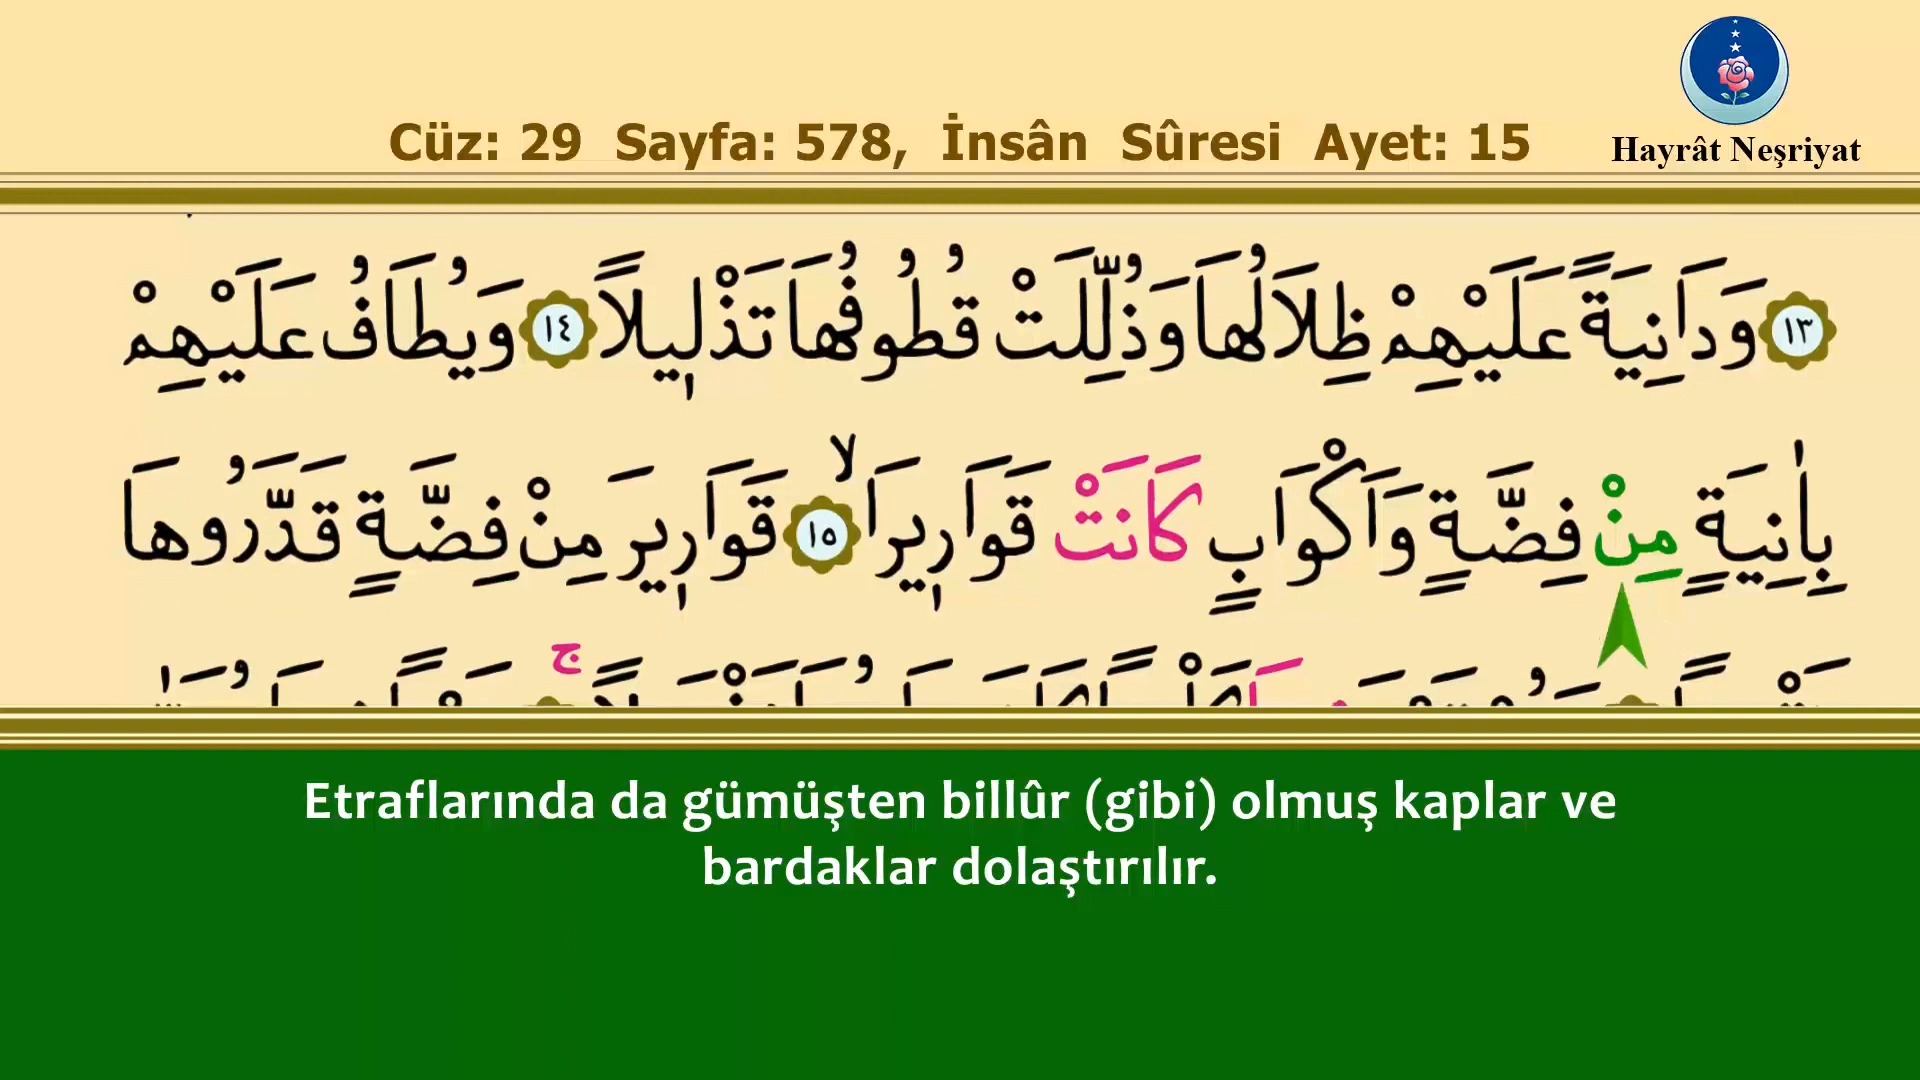 Cüz: 29 Sayfa: 578, İnsân Sûresi Ayet: 15
Hayrât Neşriyat
﴿١٣﴾ وَدَانِيَةً عَلَيْهِمْ ظِلَالُهَا وَذُلِّلَتْ قُطُوفُهَا تَذْلِيلًا ﴿١٤﴾ وَيُطَافُ عَلَيْهِمْ
بِاٰنِيَةٍ مِنْ فِضَّةٍ وَاَكْوَابٍ كَانَتْ قَوَارِيرَا ۙ ﴿١٥﴾ قَوَارِيرَ مِنْ فِضَّةٍ قَدَّرُوهَا
Etraflarında da gümüşten billûr (gibi) olmuş kaplar ve
bardaklar dolaştırılır.